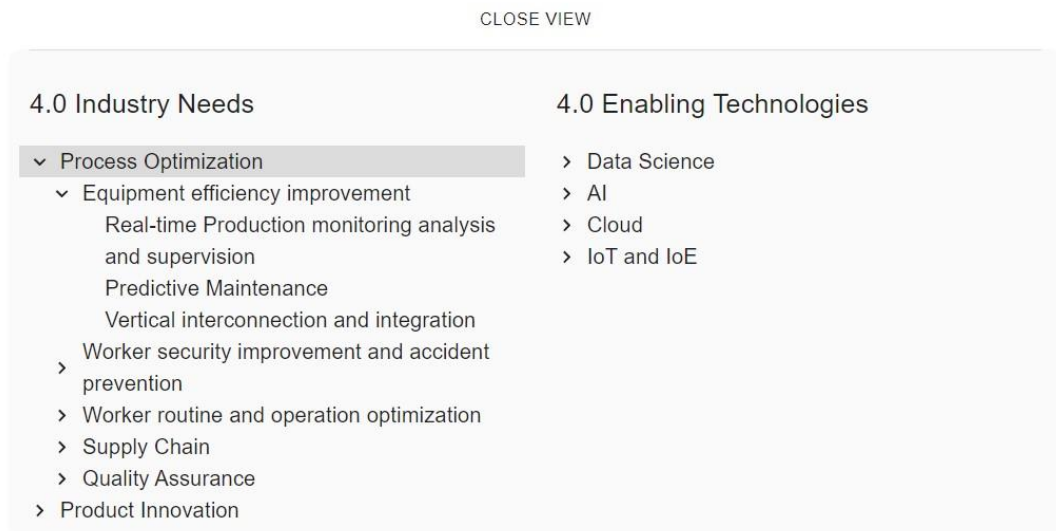 CLOSE VIEW
4.0 Industry Needs
Process Optimization
Equipment efficiency improvement
Real-time Production monitoring analysis
and supervision
Predictive Maintenance
Vertical interconnection and integration
Worker security improvement and accident
prevention
Worker routine and operation optimization
Supply Chain
Quality Assurance
Product Innovation
4.0 Enabling Technologies
Data Science
AI
Cloud
IoT and IoE